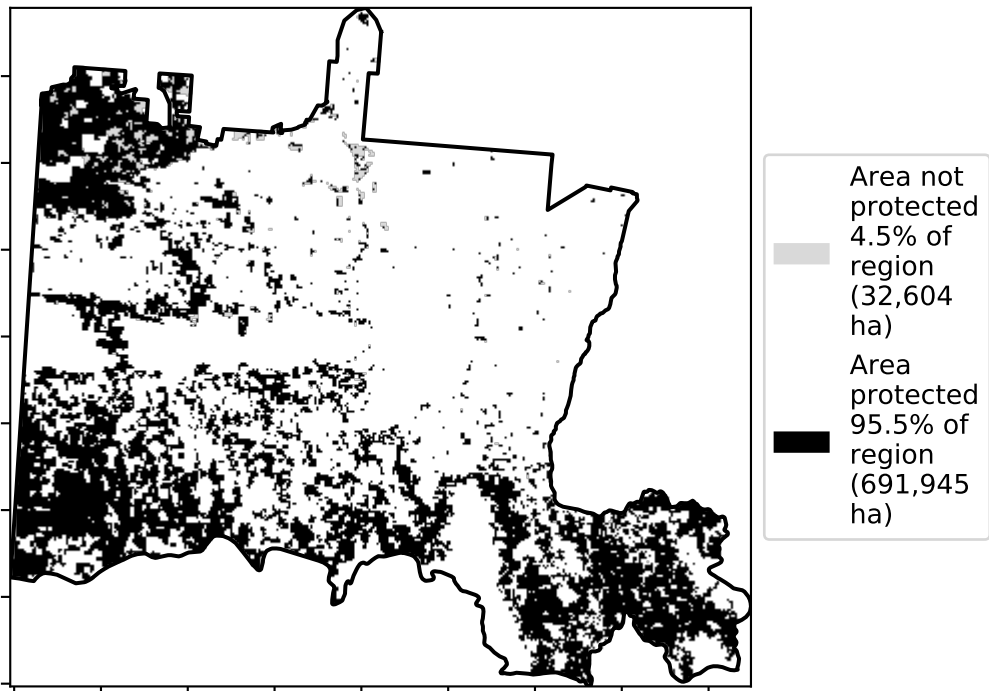 Area not
protected
4.5% of
region
(32,604
ha)
Area
protected
95.5% of
region
(691,945
ha)